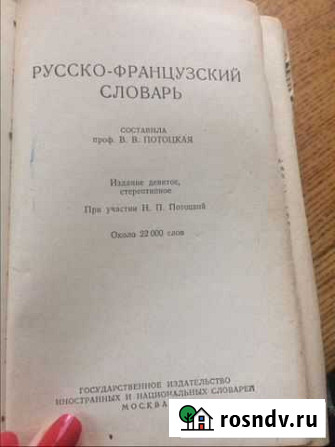 РУССКО-ФРАНЦУЗСКИЙ
СЛОВАРЬ
СОСТАВИЛА
проф. В. В. ПОТОЦКАЯ
Издание девятое,
стереотипное
При участии Н. П. Потоцкой
Около 22 000 слов
ГОСУДАРСТВЕННОЕ ИЗДАТЕЛЬСТВО
ИНОСТРАННЫХ И НАЦИОНАЛЬНЫХ СЛОВАРЕЙ
МОСКВА
rosndv.ru